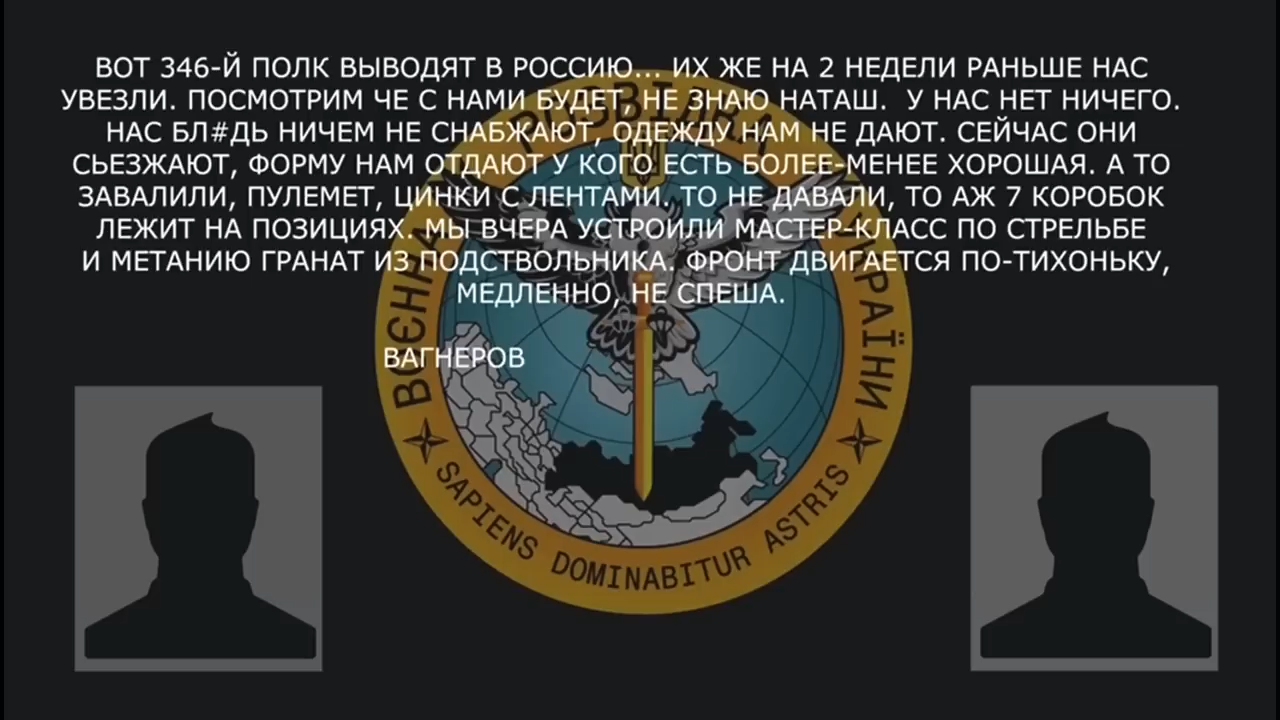 ВОТ 346-Й ПОЛК ВЫВОДЯТ В РОССИЮ... ИХ ЖЕ НА 2 НЕДЕЛИ РАНЬШЕ НАС
УВЕЗЛИ. ПОСМОТРИМ ЧЕ С НАМИ БУДЕТ, НЕ ЗНАЮ НАТАШ. У НАС НЕТ НИЧЕГО.
НАС БЛ#ДЬ НИЧЕМ НЕ СНАБЖАЮТ, ОДЕЖДУ НАМ НЕ ДАЮТ. СЕЙЧАС ОНИ
СЬЕЗЖАЮТ, ФОРМУ НАМ ОТДАЮТ У КОГО ЕСТЬ БОЛЕЕ-МЕНЕЕ ХОРОШАЯ. А ТО
ЗАВАЛИЛИ, ПУЛЕМЕТ, ЦИНКИ С ЛЕНТАМИ. ТО НЕ ДАВАЛИ, ТО АЖ 7 КОРОБОК
ЛЕЖИТ НА ПОЗИЦИЯХ. МЫ ВЧЕРА УСТРОИЛИ МАСТЕР-КЛАСС ПО СТРЕЛЬБЕ
И МЕТАНИЮ ГРАНАТ ИЗ ПОДСТВОЛЬНИКА. ФРОНТ ДВИГАЕТСЯ ПО-ТИХОНЬКУ,
МЕДЛЕННО, НЕ СПЕША.
ВАГНЕРОВ
ВОЄННА РОЗВІДКА УКРАЇНИ
SAPIENS DOMINABITUR ASTRIS